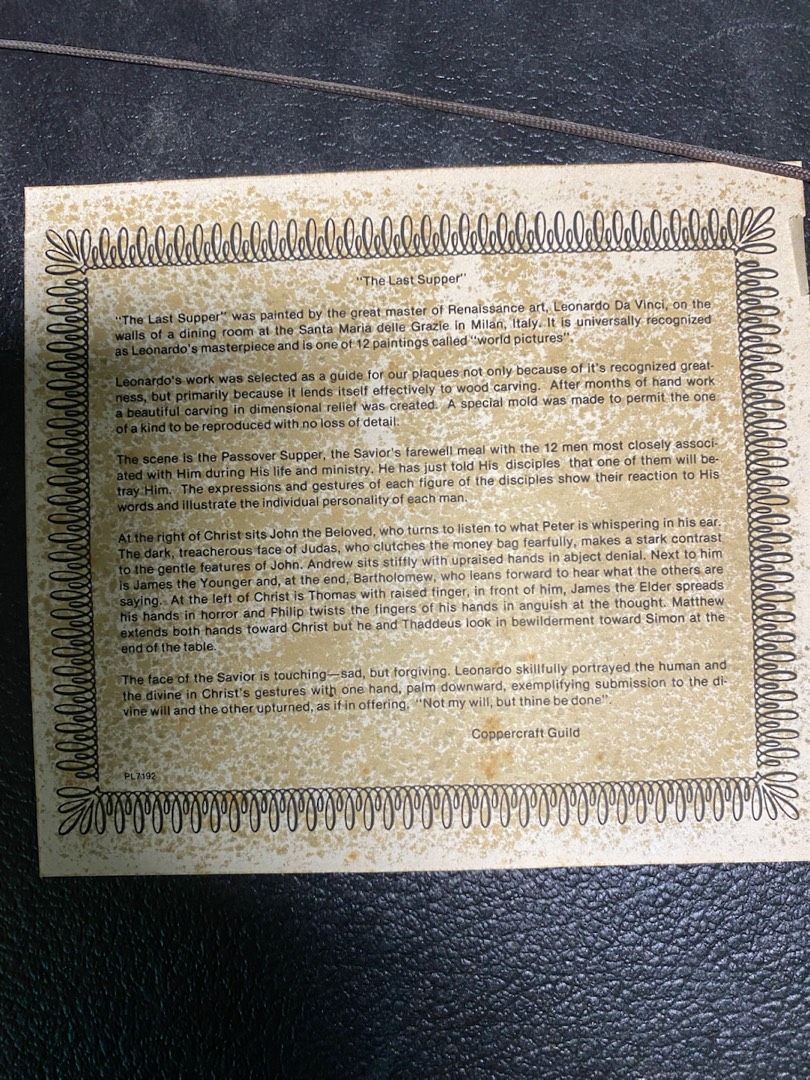 "The Last Supper"
"The Last Supper" was painted by the great master of Renaissance art, Leonardo Da Vinci, on the
walls of a dining room at the Santa Maria delle Grazie in Milan, Italy. It is universally recognized
as Leonardo's masterpiece and is one of 12 paintings called "world pictures".
Leonardo's work was selected as a guide for our plaques not only because of it's recognized great-
ness, but primarily because it lends itself effectively to wood carving. After months of hand work
a beautiful carving in dimensional relief was created. A special mold was made to permit the one
of a kind to be reproduced with no loss of detail.
The scene is the Passover Supper, the Savior's farewell meal with the 12 men most closely associ-
ated with Him during His life and ministry. He has just told His disciples that one of them will be-
tray Him. The expressions and gestures of each figure of the disciples show their reaction to His
words and illustrate the individual personality of each man.
At the right of Christ sits John the Beloved, who turns to listen to what Peter is whispering in his ear.
The dark, treacherous face of Judas, who clutches the money bag fearfully, makes a stark contrast
to the gentle features of John. Andrew sits stiffly with upraised hands in abject denial. Next to him
is James the Younger and, at the end, Bartholomew, who leans forward to hear what the others are
saying. At the left of Christ is Thomas with raised finger, in front of him, James the Elder spreads
his hands in horror and Philip twists the fingers of his hands in anguish at the thought. Matthew
extends both hands toward Christ but he and Thaddeus look in bewilderment toward Simon at the
end of the table.
The face of the Savior is touching—sad, but forgiving. Leonardo skillfully portrayed the human and
the divine in Christ's gestures with one hand, palm downward, exemplifying submission to the di-
vine will and the other upturned, as if in offering, "Not my will, but thine be done".
Coppercraft Guild
PL7192